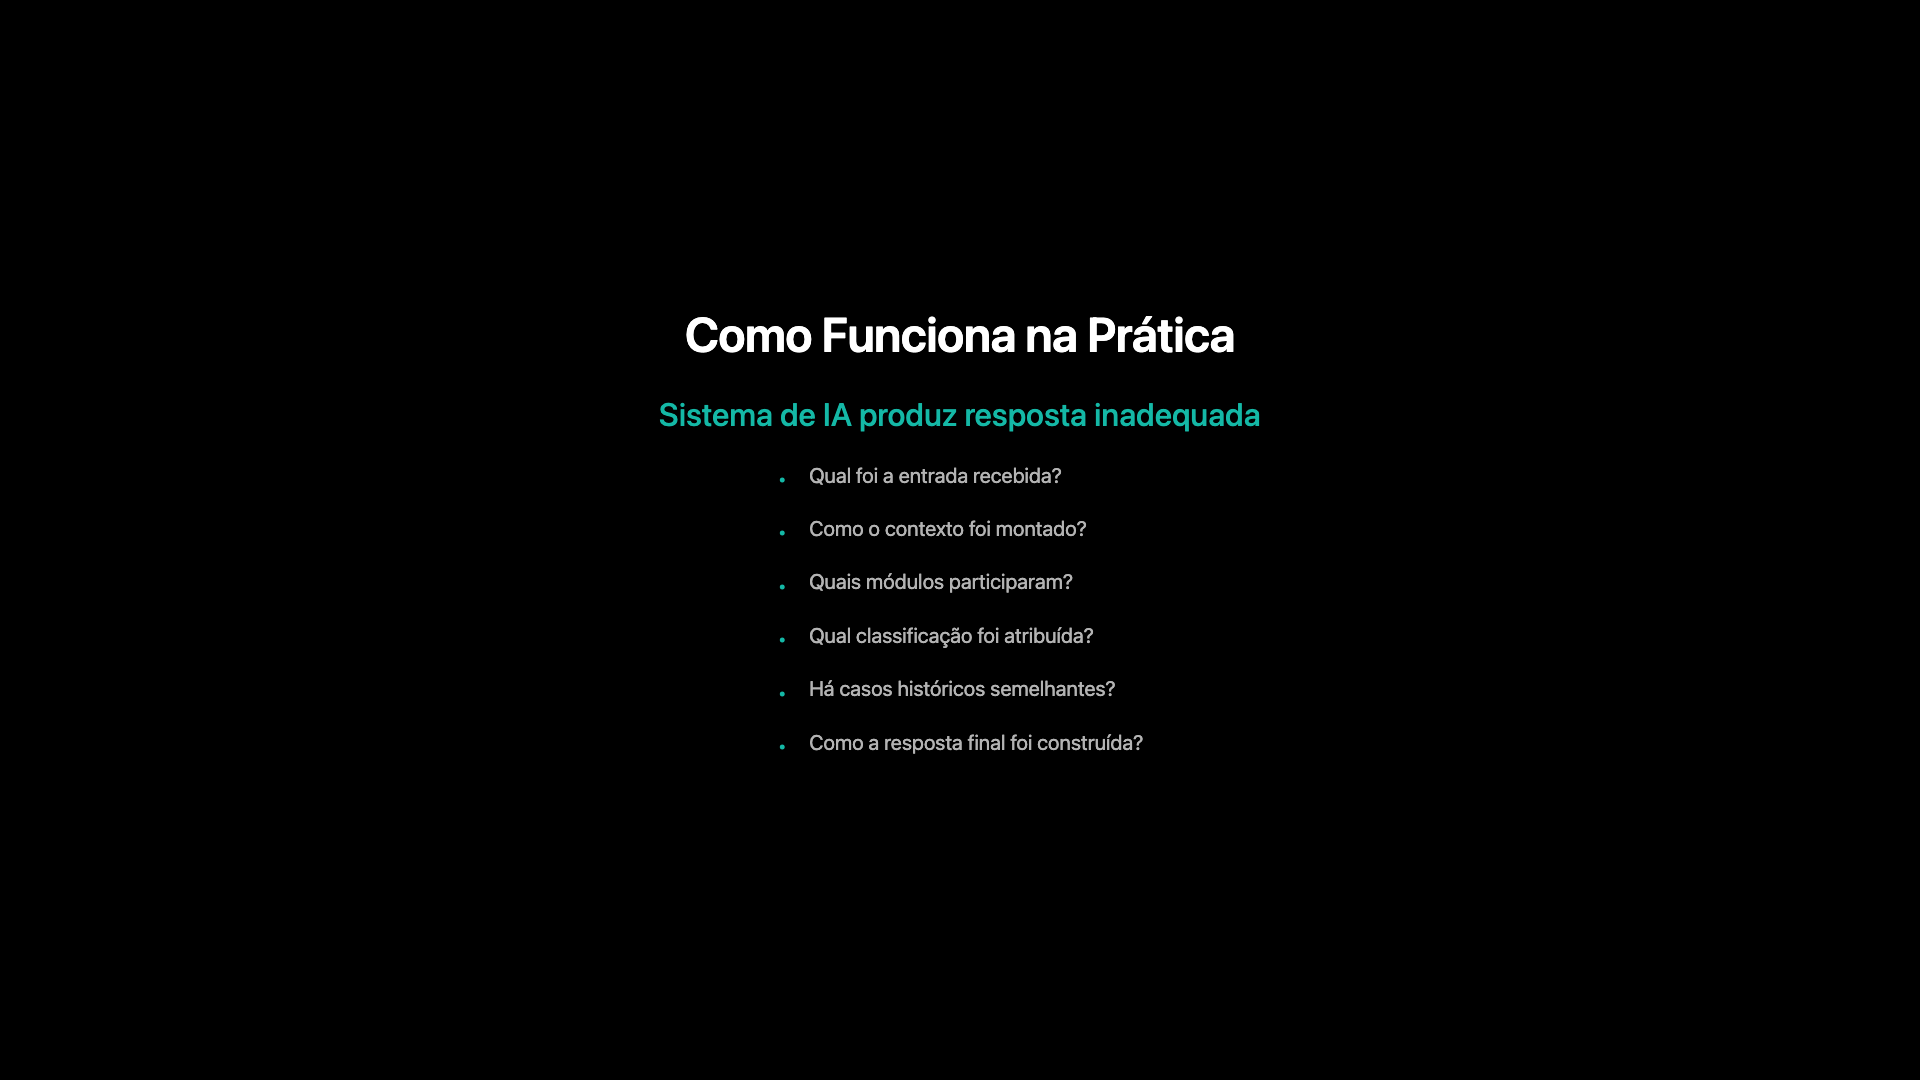 Como Funciona na Prática
Sistema de IA produz resposta inadequada
• Qual foi a entrada recebida?
• Como o contexto foi montado?
• Quais módulos participaram?
• Qual classificação foi atribuída?
• Há casos históricos semelhantes?
• Como a resposta final foi construída?